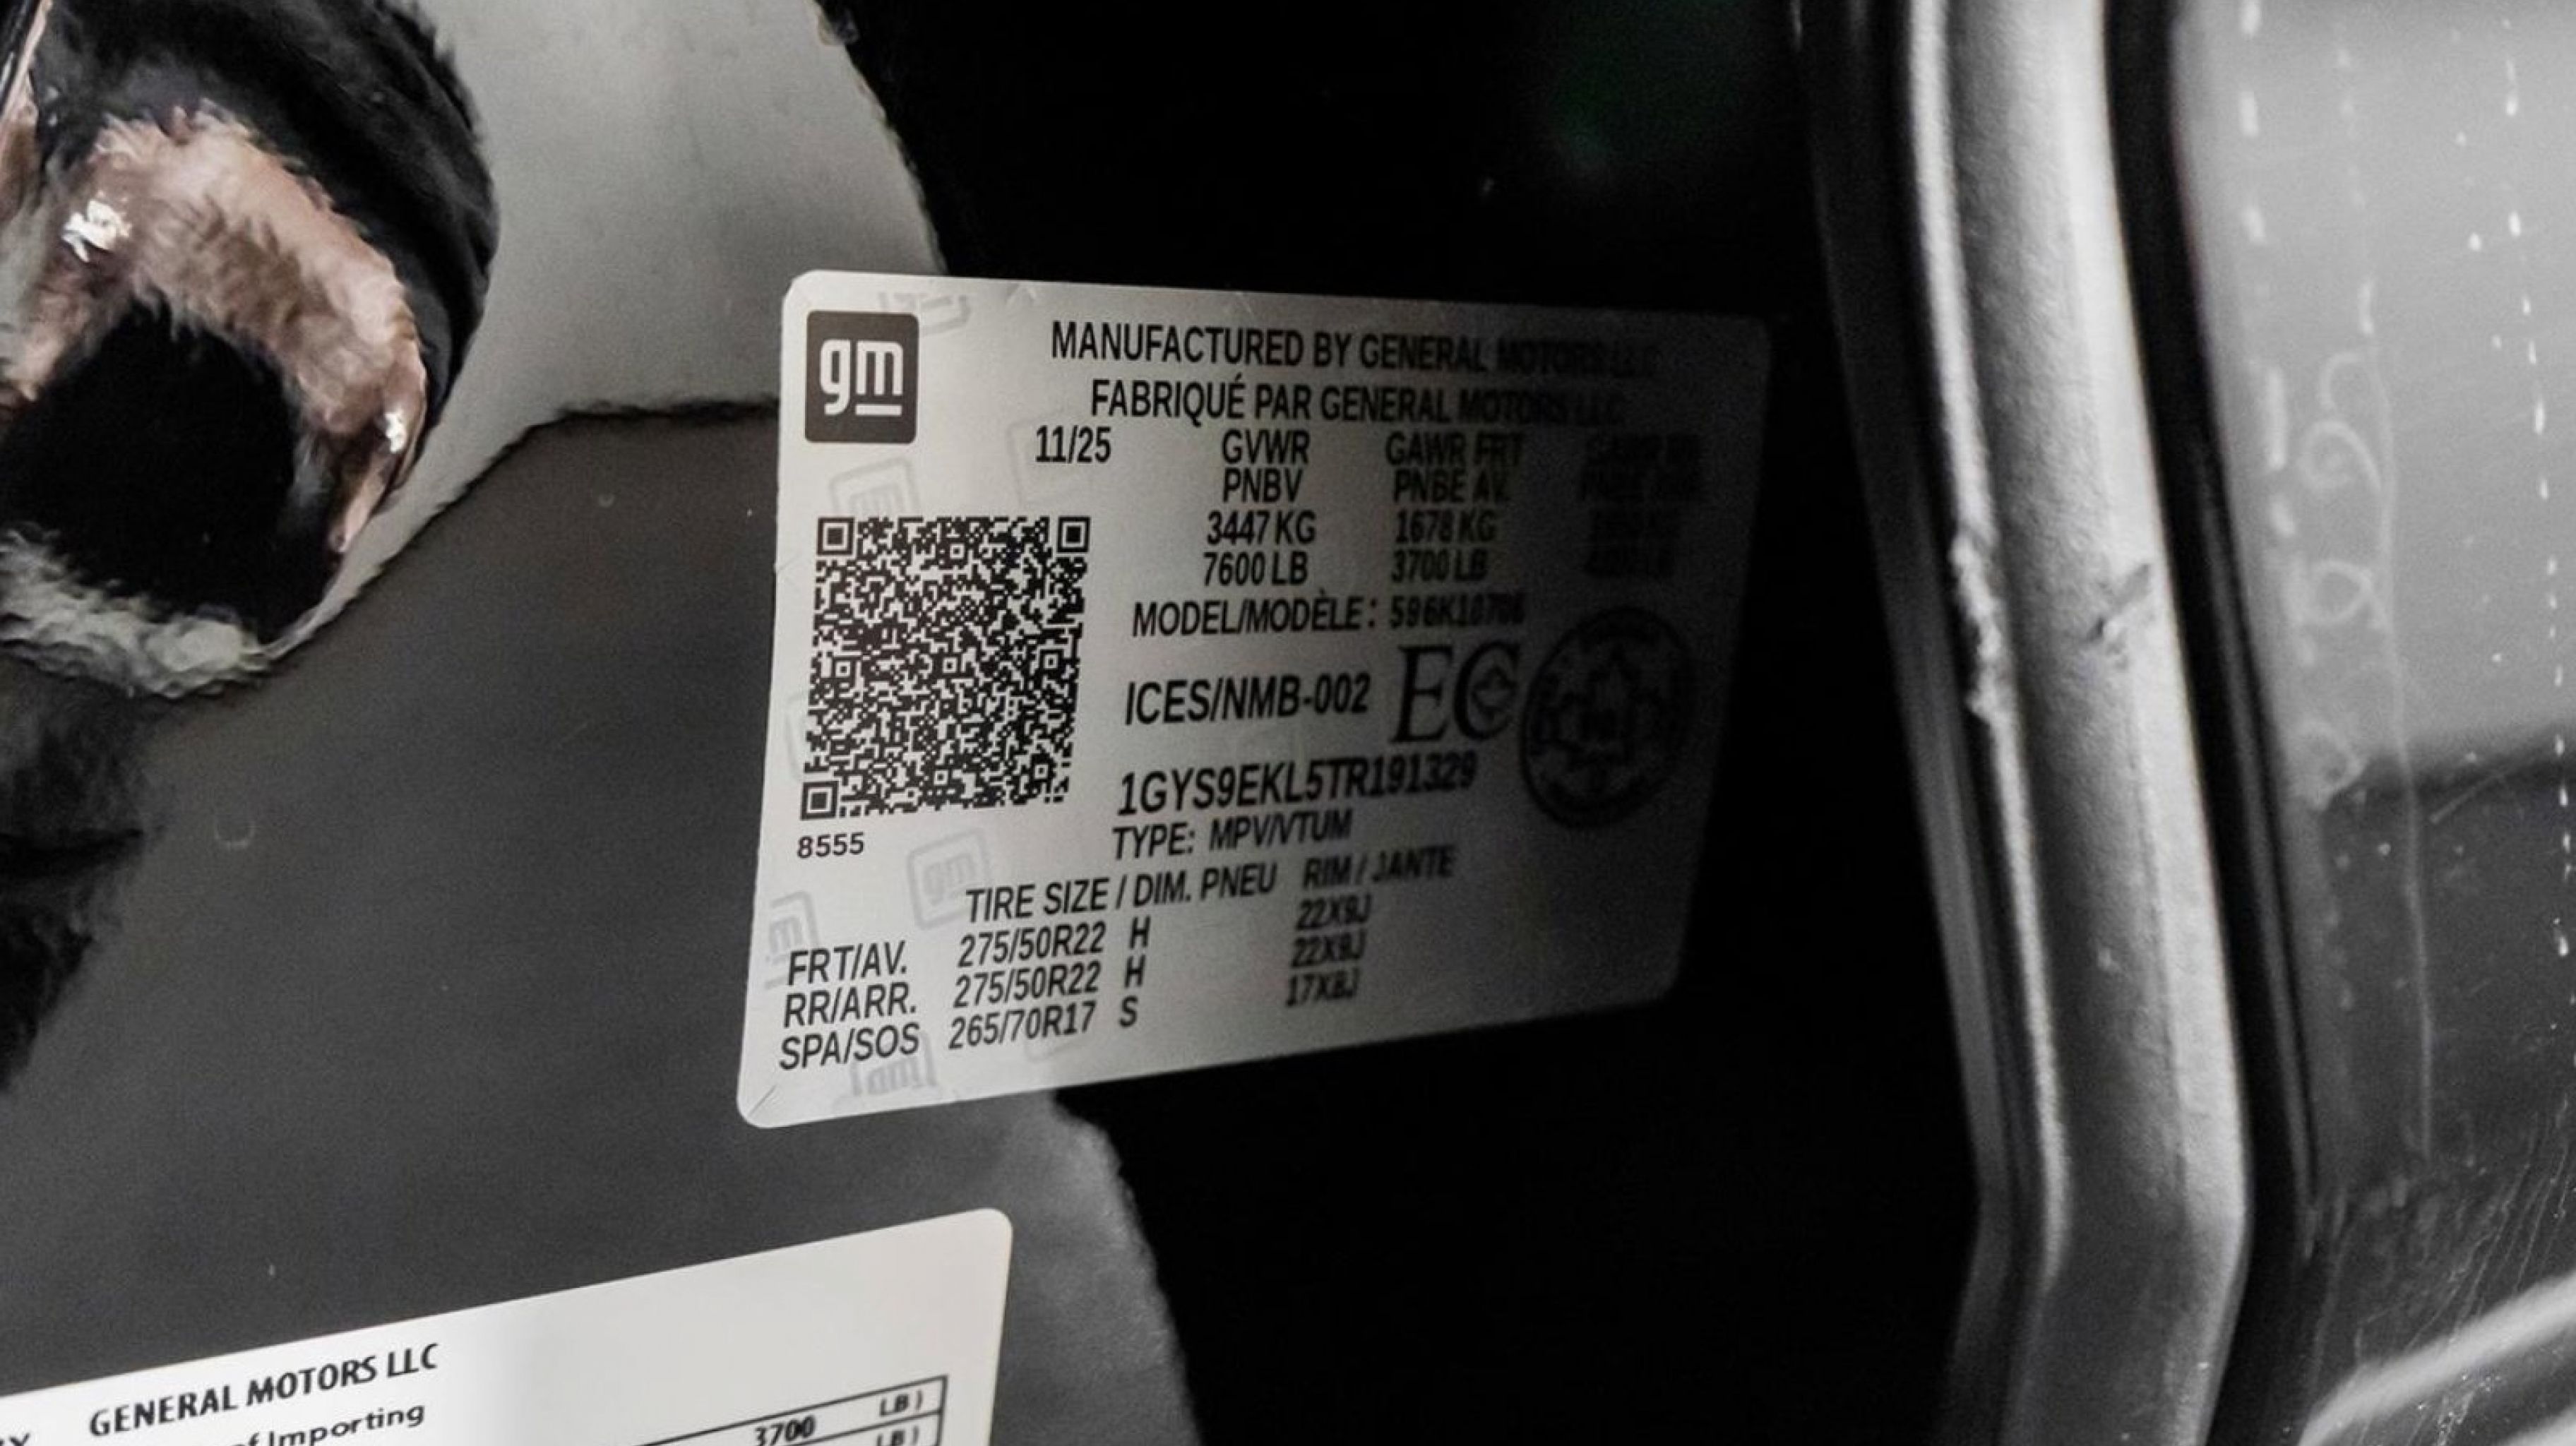 gm
MANUFACTURED BY GENERAL MOTORS LLC
FABRIQUÉ PAR GENERAL MOTORS LLC
11/25 GVWR GAWR FRT
PNBV PNBE AV.
3447 KG 1678 KG
7600 LB 3700 LB
MODEL/MODÈLE: 596K10706
ICES/NMB-002 EC
1GYS9EKL5TR191329
8555
TYPE: MPV/VTUM
TIRE SIZE / DIM. PNEU RIM / JANTE
FRT/AV. 275/50R22 H 22X9J
RR/ARR. 275/50R22 H 22X9J
SPA/SOS 265/70R17 S 17X8J
GENERAL MOTORS LLC
of Importing
3700 LB)
LB)